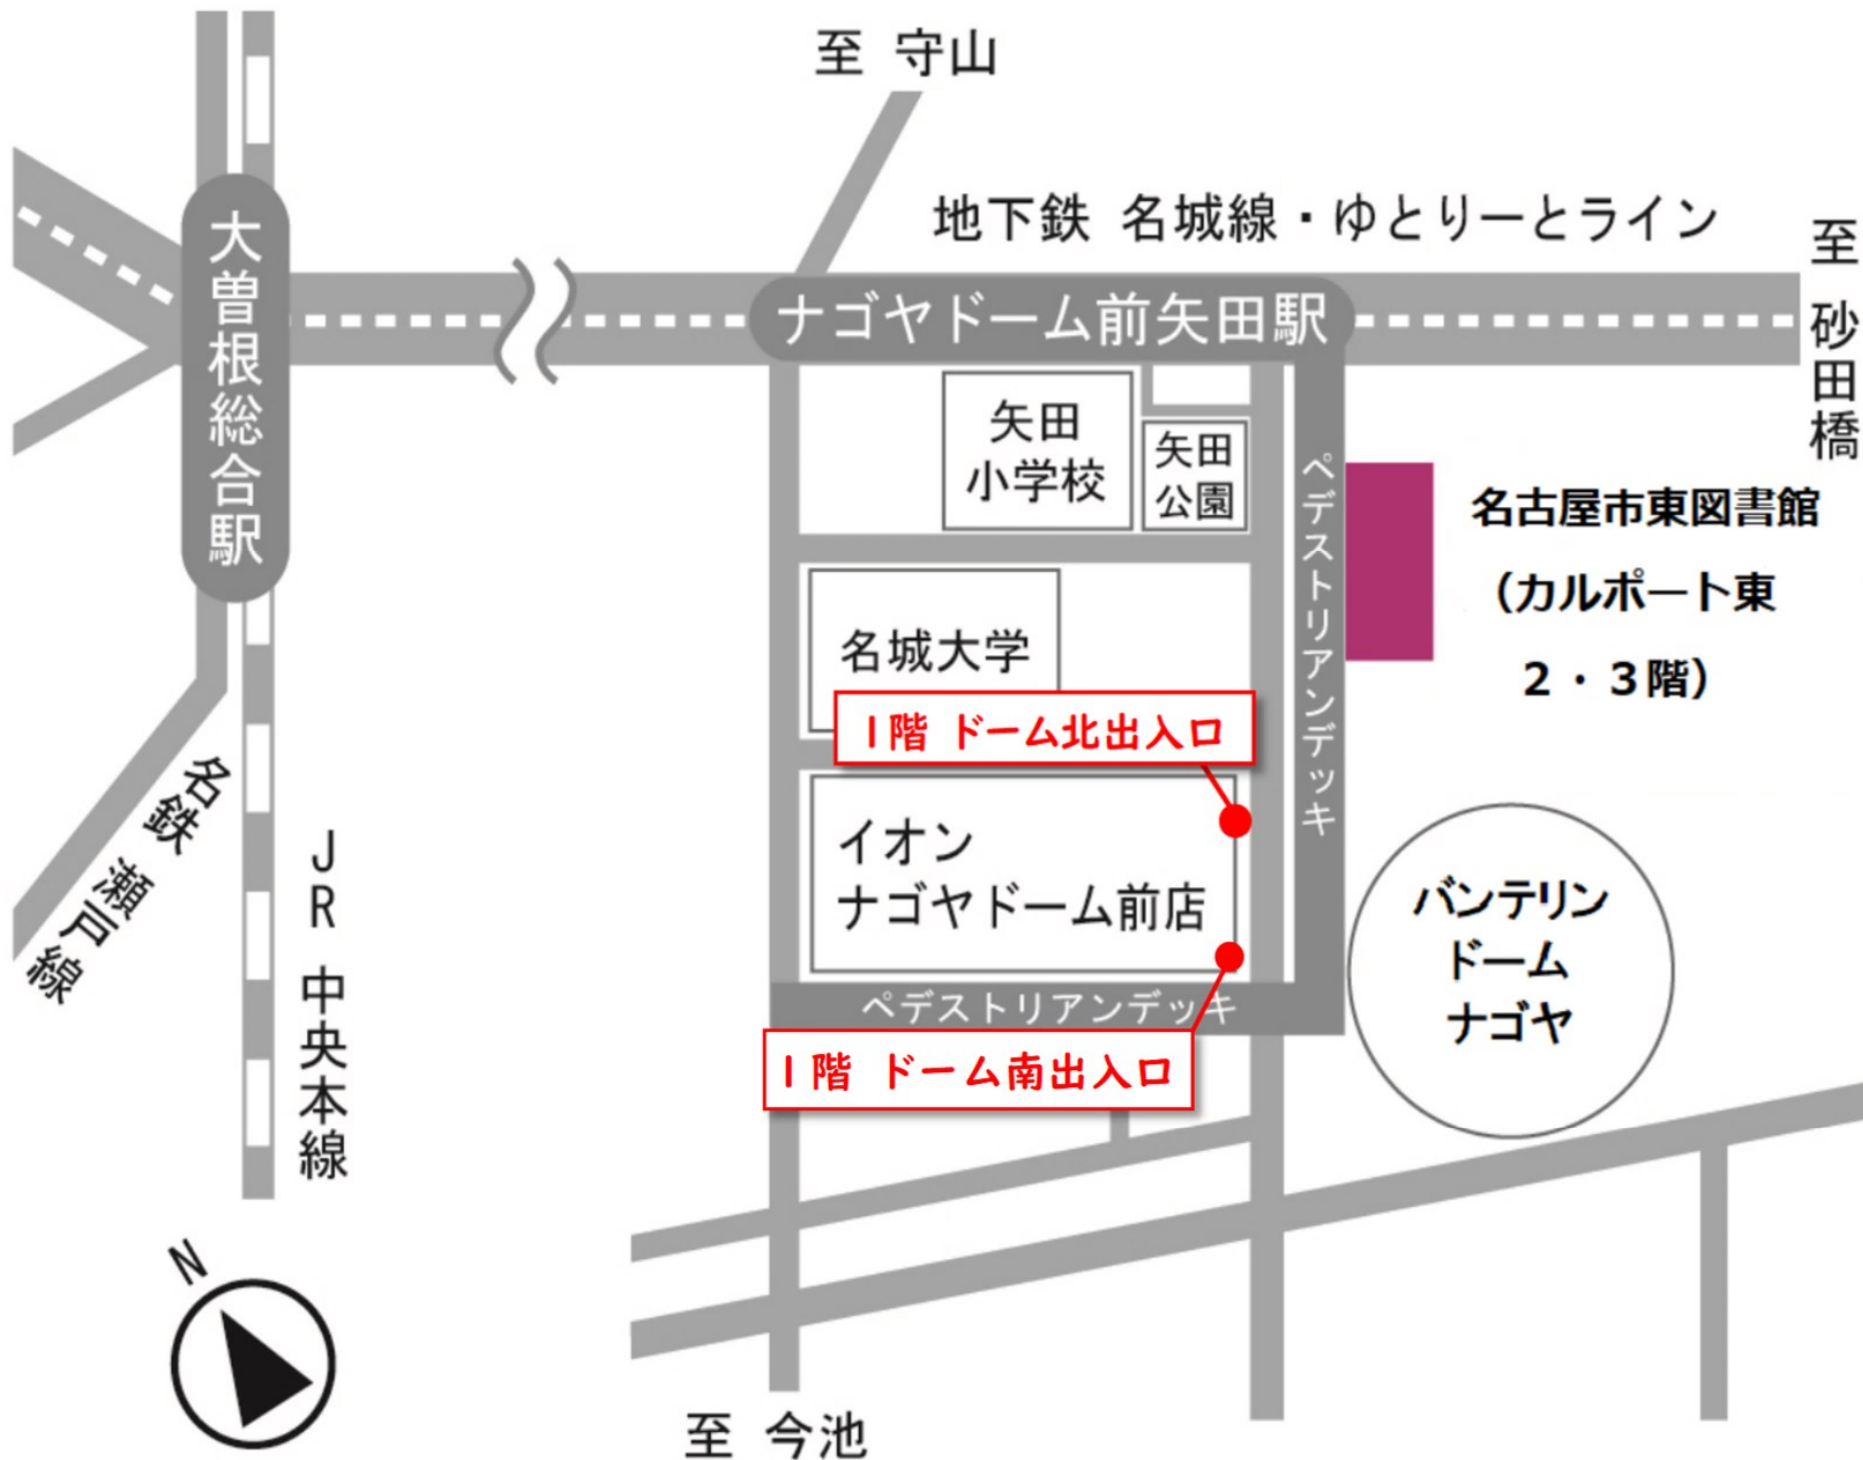 至 守山
地下鉄 名城線・ゆとりーとライン
至 砂田橋
大曽根総合駅
ナゴヤドーム前矢田駅
矢田
小学校
矢田
公園
ペデストリアンデッキ
名古屋市東図書館
（カルポート東
２・３階）
名城大学
1階 ドーム北出入口
イオン
ナゴヤドーム前店
バンテリン
ドーム
ナゴヤ
ペデストリアンデッキ
1階 ドーム南出入口
名鉄 瀬戸線
JR 中央本線
N
至 今池